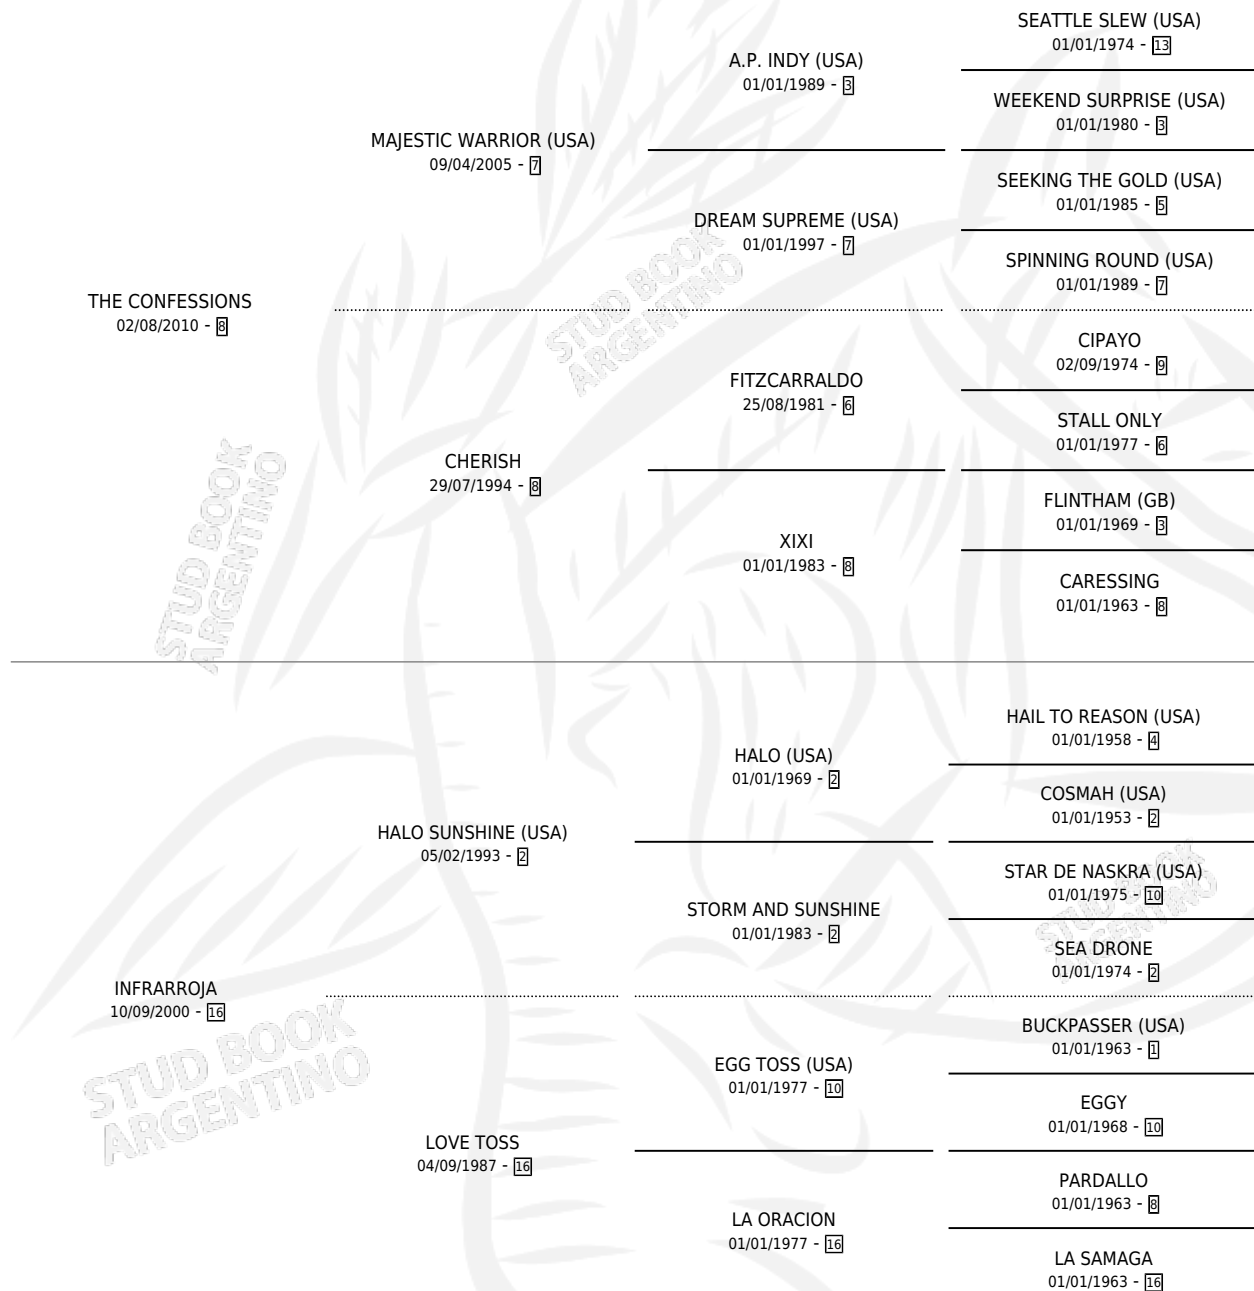 SEATTLE SLEW (USA)
01/01/1974 - 13
A.P. INDY (USA)
01/01/1989 - 3
WEEKEND SURPRISE (USA)
01/01/1980 - 3
MAJESTIC WARRIOR (USA)
09/04/2005 - 7
SEEKING THE GOLD (USA)
01/01/1985 - 5
DREAM SUPREME (USA)
01/01/1997 - 7
SPINNING ROUND (USA)
01/01/1989 - 7
THE CONFESSIONS
02/08/2010 - 8
CIPAYO
02/09/1974 - 9
FITZCARRALDO
25/08/1981 - 6
STALL ONLY
01/01/1977 - 6
CHERISH
29/07/1994 - 8
FLINTHAM (GB)
01/01/1969 - 3
XIXI
01/01/1983 - 8
CARESSING
01/01/1963 - 8
HAIL TO REASON (USA)
01/01/1958 - 4
HALO (USA)
01/01/1969 - 2
COSMAH (USA)
01/01/1953 - 2
HALO SUNSHINE (USA)
05/02/1993 - 2
STAR DE NASKRA (USA)
01/01/1975 - 10
STORM AND SUNSHINE
01/01/1983 - 2
SEA DRONE
01/01/1974 - 2
INFRARROJA
10/09/2000 - 16
BUCKPASSER (USA)
01/01/1963 - 1
EGG TOSS (USA)
01/01/1977 - 10
EGGY
01/01/1968 - 10
LOVE TOSS
04/09/1987 - 16
PARDALLO
01/01/1963 - 8
LA ORACION
01/01/1977 - 16
LA SAMAGA
01/01/1963 - 16
STUD BOOK
ARGENTINO
STUD BOOK
ARGENTINO
STUD BOOK
ARGENTINO
STUD BOOK
ARGENTINO